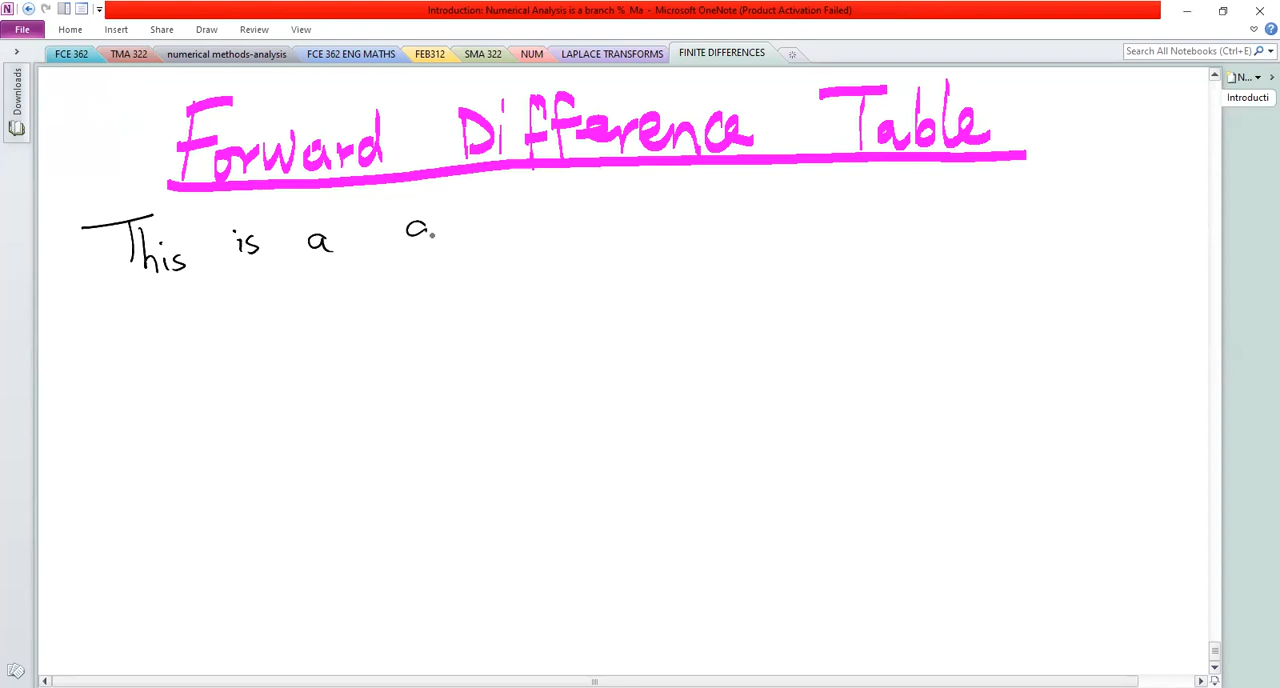 Introduction: Numerical Analysis is a branch % Ma - Microsoft OneNote (Product Activation Failed)
File Home Insert Share Draw Review View
FCE 362 TMA 322 numerical methods-analysis FCE 362 ENG MATHS FEB312 SMA 322 NUM LAPLACE TRANSFORMS FINITE DIFFERENCES Search All Notebooks (Ctrl+E)
N...
Downloads
Introducti
Forward Difference Table
This is a a